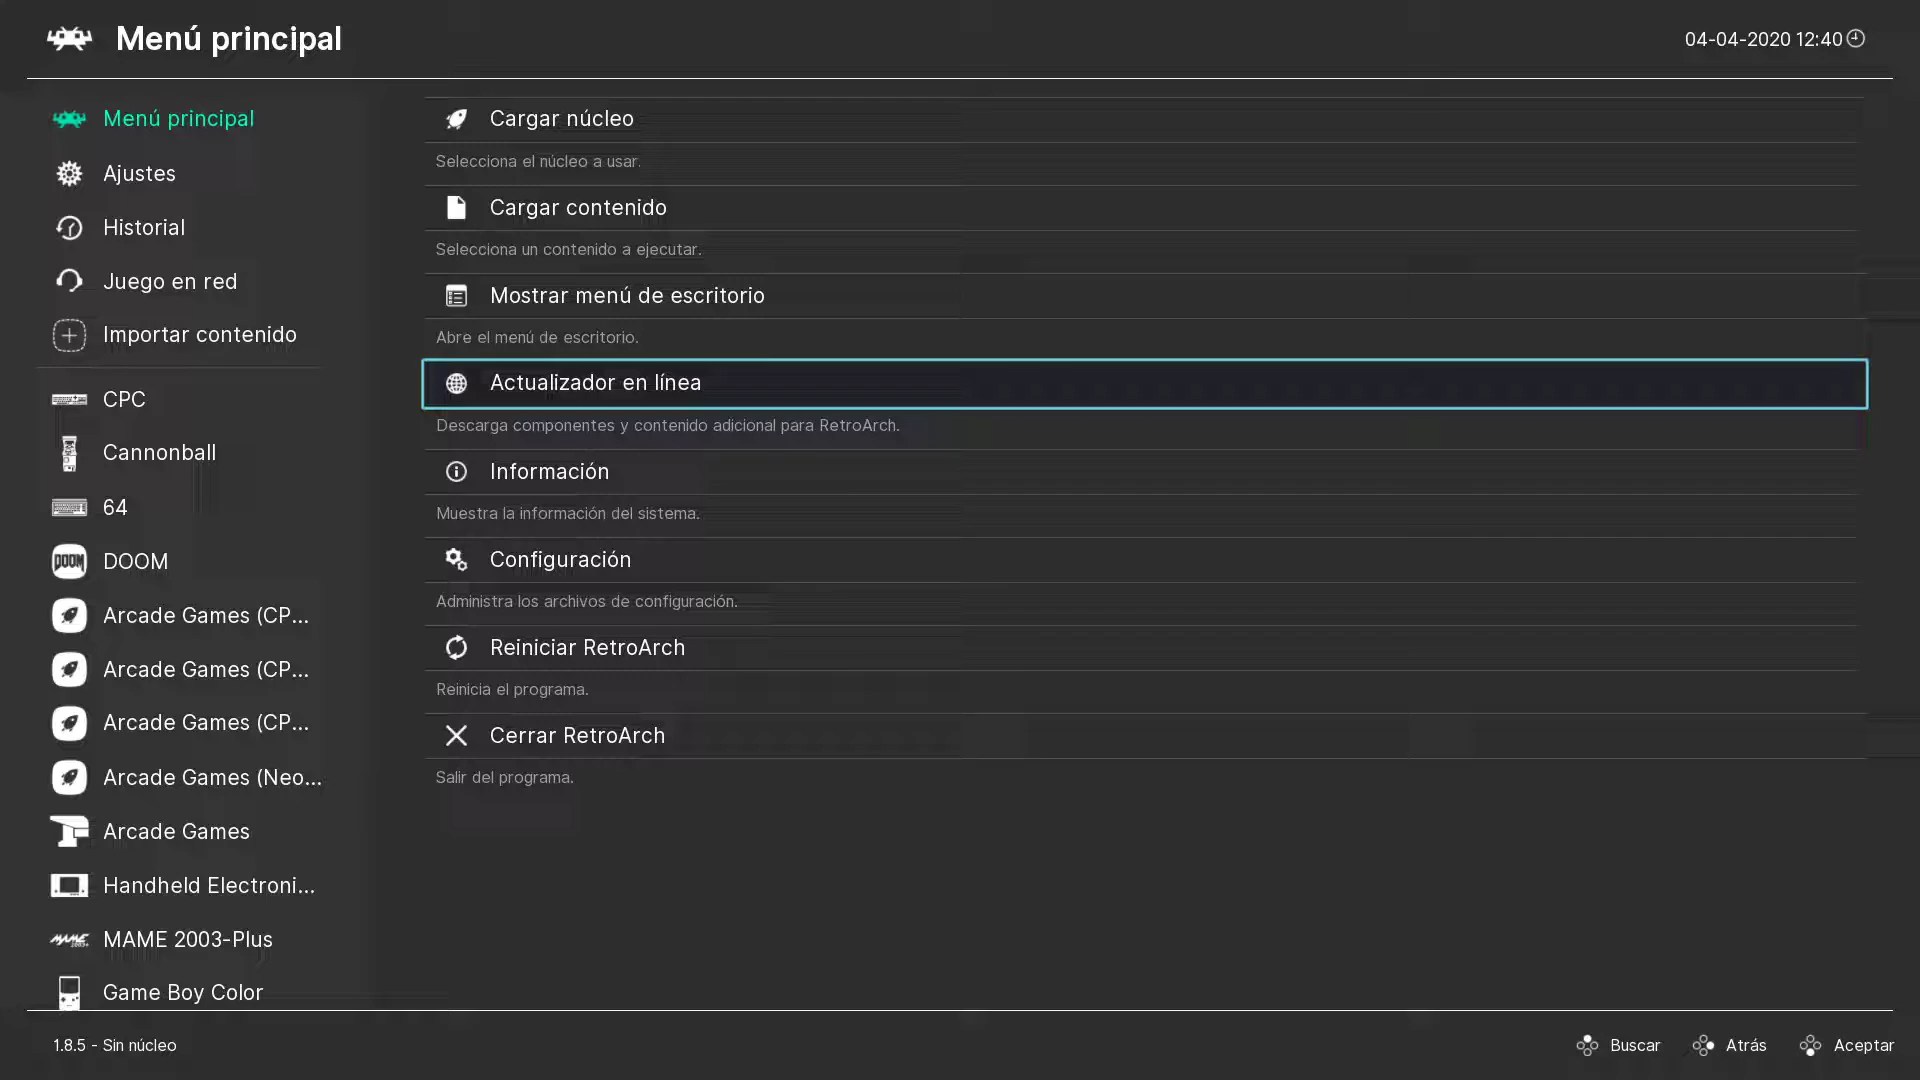 Menú principal
04-04-2020 12:40
Menú principal
Ajustes
Historial
Juego en red
Importar contenido
CPC
Cannonball
64
DOOM
DOOM
Arcade Games (CP...
Arcade Games (CP...
Arcade Games (CP...
Arcade Games (Neo...
Arcade Games
Handheld Electroni...
MAME 2003-Plus
Game Boy Color
Cargar núcleo
Selecciona el núcleo a usar.
Cargar contenido
Selecciona un contenido a ejecutar.
Mostrar menú de escritorio
Abre el menú de escritorio.
Actualizador en línea
Descarga componentes y contenido adicional para RetroArch.
Información
Muestra la información del sistema.
Configuración
Administra los archivos de configuración.
Reiniciar RetroArch
Reinicia el programa.
Cerrar RetroArch
Salir del programa.
1.8.5 - Sin núcleo
Buscar
Atrás
Aceptar